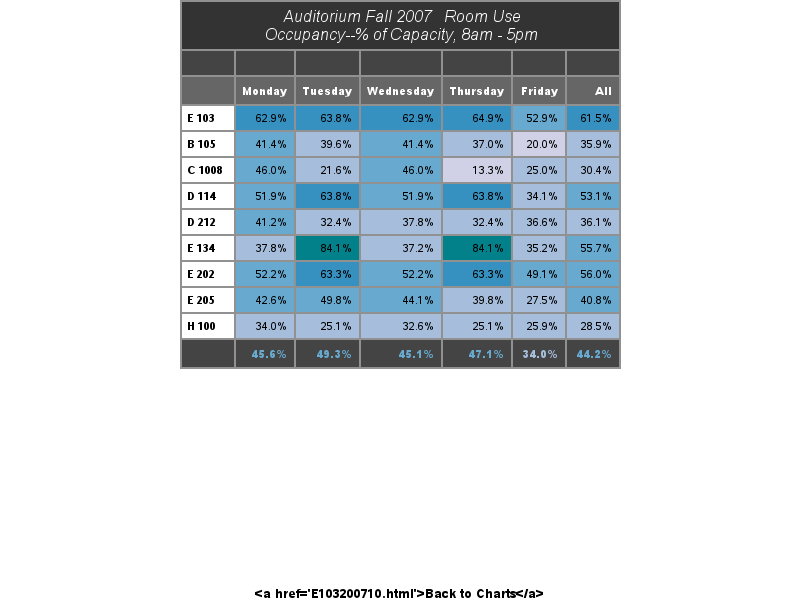 Auditorium Fall 2007 Room Use
Occupancy--% of Capacity, 8am - 5pm
Monday Tuesday Wednesday Thursday Friday All
E 103 62.9% 63.8% 62.9% 64.9% 52.9% 61.5%
B 105 41.4% 39.6% 41.4% 37.0% 20.0% 35.9%
C 1008 46.0% 21.6% 46.0% 13.3% 25.0% 30.4%
D 114 51.9% 63.8% 51.9% 63.8% 34.1% 53.1%
D 212 41.2% 32.4% 37.8% 32.4% 36.6% 36.1%
E 134 37.8% 84.1% 37.2% 84.1% 35.2% 55.7%
E 202 52.2% 63.3% 52.2% 63.3% 49.1% 56.0%
E 205 42.6% 49.8% 44.1% 39.8% 27.5% 40.8%
H 100 34.0% 25.1% 32.6% 25.1% 25.9% 28.5%
45.6% 49.3% 45.1% 47.1% 34.0% 44.2%
<a href='E103200710.html'>Back to Charts</a>